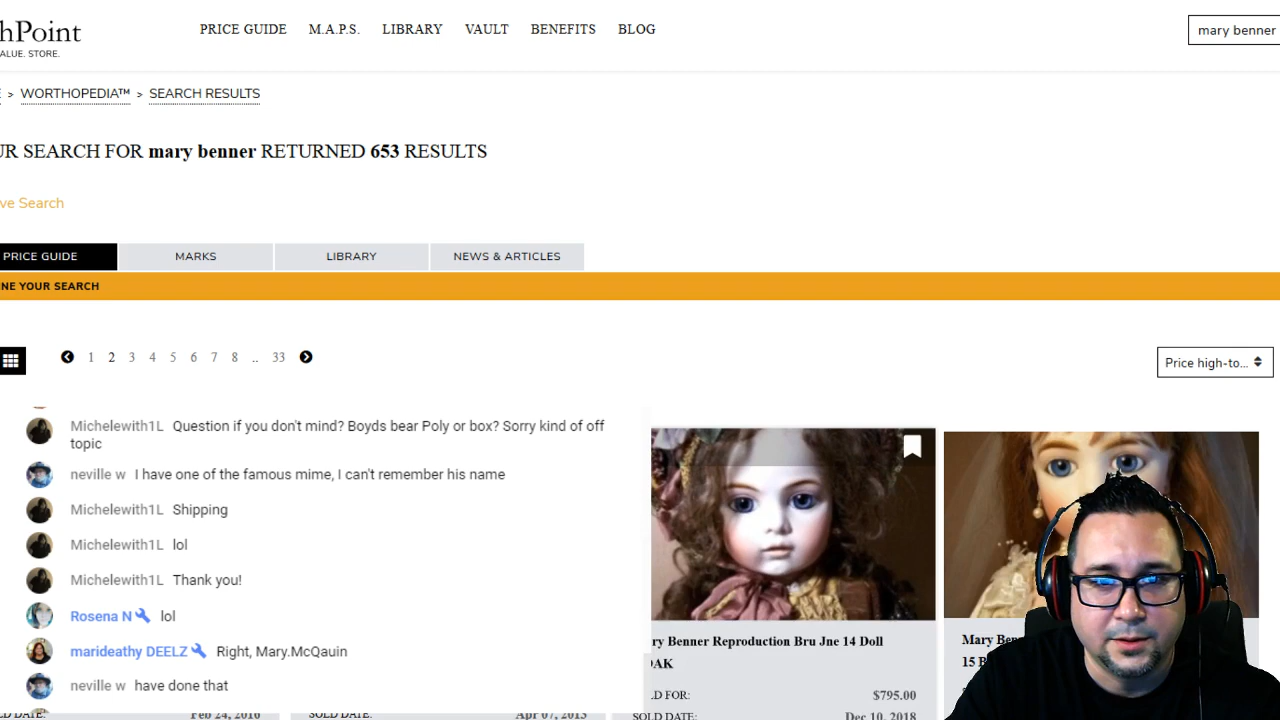 hPoint
ALUE. STORE.
PRICE GUIDE M.A.P.S. LIBRARY VAULT BENEFITS BLOG
mary benner
E > WORTHOPEDIA™ > SEARCH RESULTS
UR SEARCH FOR mary benner RETURNED 653 RESULTS
ve Search
PRICE GUIDE MARKS LIBRARY NEWS & ARTICLES
NE YOUR SEARCH
1 2 3 4 5 6 7 8 .. 33
Price high-to...
Michelewith1L Question if you don't mind? Boyds bear Poly or box? Sorry kind of off
topic
neville w I have one of the famous mime, I can't remember his name
Michelewith1L Shipping
Michelewith1L lol
Michelewith1L Thank you!
Rosena N lol
marideathy DEELZ Right, Mary.McQauin
neville w have done that
ry Benner Reproduction Bru Jne 14 Doll
OAK
LD FOR: $795.00
SOLD DATE: Dec 10, 2018
Mary Ben
15 B
LD DATE: Feb 24, 2016
SOLD DATE: Apr 07, 2013